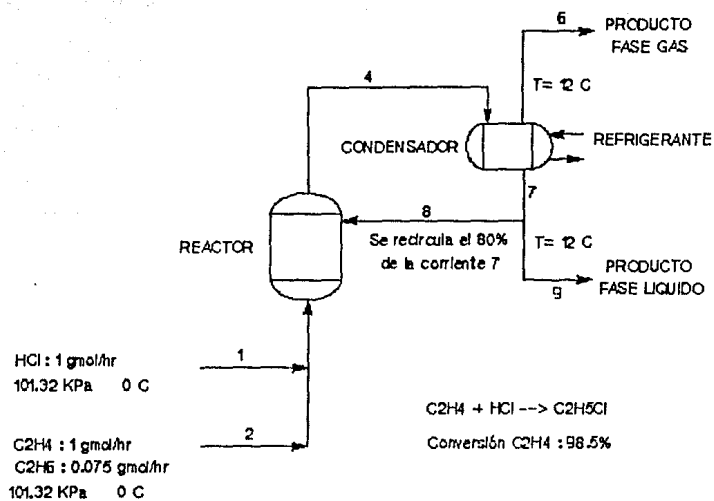 6
PRODUCTO
FASE GAS
4
T= 12 C
CONDENSADOR
REFRIGERANTE
7
8
REACTOR
Se recircula el 80%
de la corriente 7
T= 12 C
PRODUCTO
FASE LIQUIDO
9
HCl : 1 gmol/hr
1
101.32 KPa 0 C
C2H4 + HCl --> C2H5Cl
C2H4 : 1 gmol/hr
2
Conversión C2H4 : 98.5%
C2H6 : 0.075 gmol/hr
101.32 KPa 0 C